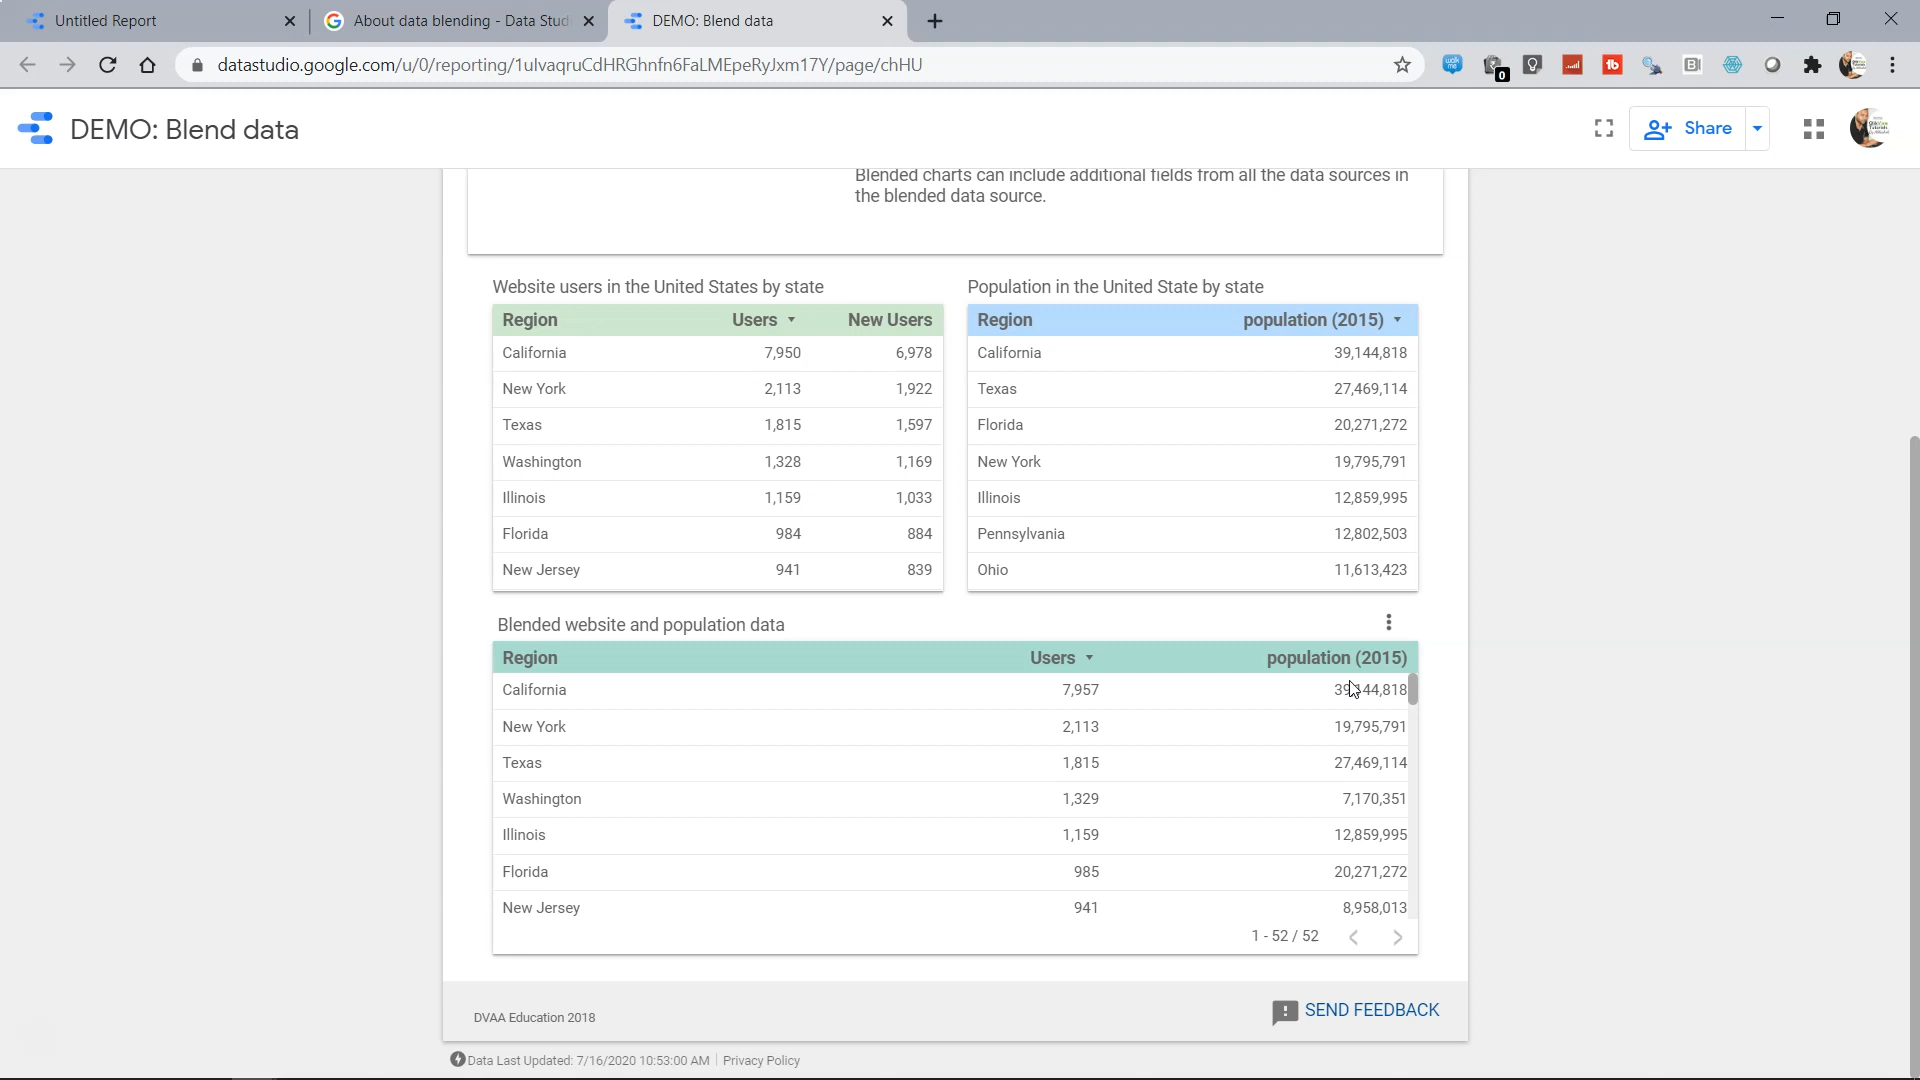 Untitled Report
About data blending - Data Stud
DEMO: Blend data
datastudio.google.com/u/0/reporting/1uIvaqruCdHRGhnfn6FaLMEpeRyJxm17Y/page/chHU
0
DEMO: Blend data
Share
Blended charts can include additional fields from all the data sources in
the blended data source.
Website users in the United States by state
Region Users New Users
California 7,950 6,978
New York 2,113 1,922
Texas 1,815 1,597
Washington 1,328 1,169
Illinois 1,159 1,033
Florida 984 884
New Jersey 941 839
Population in the United State by state
Region population (2015)
California 39,144,818
Texas 27,469,114
Florida 20,271,272
New York 19,795,791
Illinois 12,859,995
Pennsylvania 12,802,503
Ohio 11,613,423
Blended website and population data
Region Users population (2015)
California 7,957 39,144,818
New York 2,113 19,795,791
Texas 1,815 27,469,114
Washington 1,329 7,170,351
Illinois 1,159 12,859,995
Florida 985 20,271,272
New Jersey 941 8,958,013
1 - 52 / 52
DVAA Education 2018
SEND FEEDBACK
Data Last Updated: 7/16/2020 10:53:00 AM
Privacy Policy